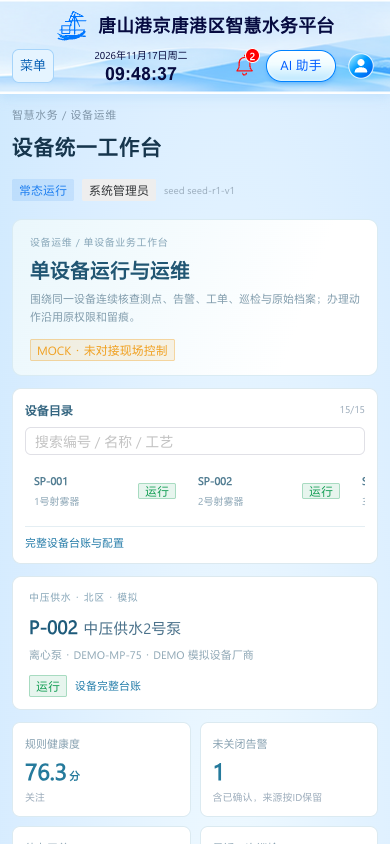 唐山港京唐港区智慧水务平台
菜单
2026年11月17日周二
09:48:37
2
AI 助手
智慧水务 / 设备运维
设备统一工作台
常态运行
系统管理员
seed seed-r1-v1
设备运维 / 单设备业务工作台
单设备运行与运维
围绕同一设备连续核查测点、告警、工单、巡检与原始档案；办理动
作沿用原权限和留痕。
MOCK · 未对接现场控制
设备目录
15/15
搜索编号 / 名称 / 工艺
SP-001
运行
SP-002
运行
1号射雾器
2号射雾器
完整设备台账与配置
中压供水 · 北区 · 模拟
P-002 中压供水2号泵
离心泵 · DEMO-MP-75 · DEMO 模拟设备厂商
运行
设备完整台账
规则健康度
76.3 分
关注
未关闭告警
1
含已确认，来源按ID保留